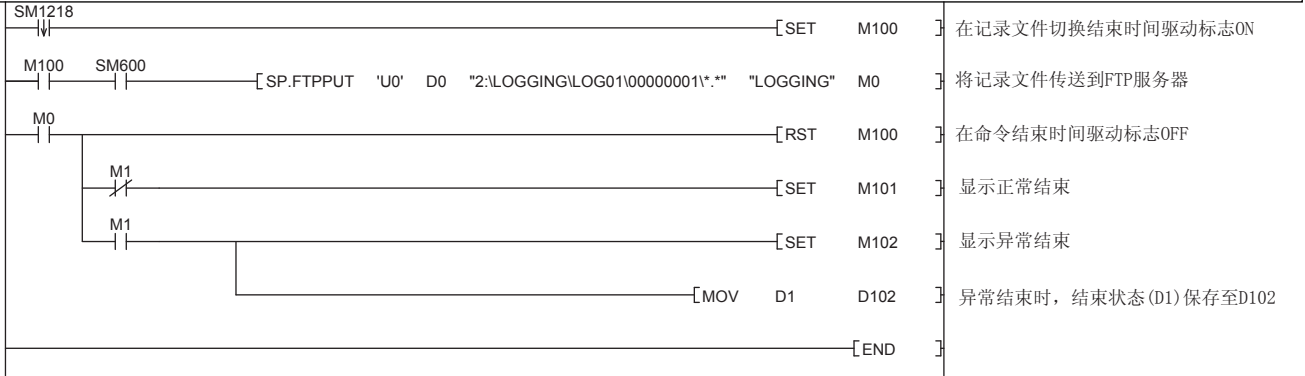 SM1218
SET M100 在记录文件切换结束时间驱动标志ON
M100 SM600
SP.FTPPUT 'U0' D0 "2:\LOGGING\LOG01\00000001\*.*" "LOGGING" M0 将记录文件传送到FTP服务器
M0
RST M100 在命令结束时间驱动标志OFF
M1
SET M101 显示正常结束
M1
SET M102 显示异常结束
MOV D1 D102 异常结束时，结束状态(D1)保存至D102
END